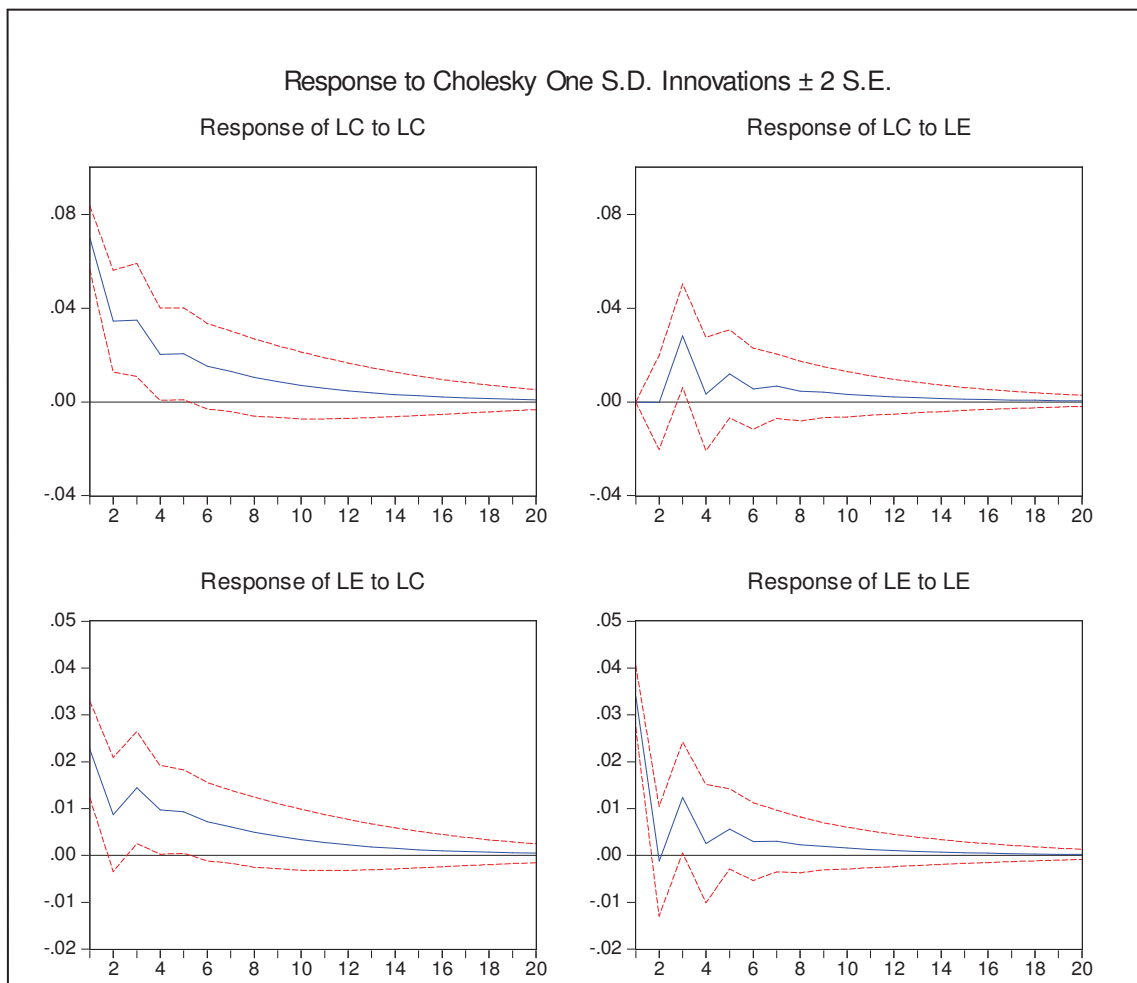 Response to Cholesky One S.D. Innovations ± 2 S.E.
Response of LC to LC
.08
.04
.00
-.04
2 4 6 8 10 12 14 16 18 20
Response of LC to LE
.08
.04
.00
-.04
2 4 6 8 10 12 14 16 18 20
Response of LE to LC
.05
.04
.03
.02
.01
.00
-.01
-.02
2 4 6 8 10 12 14 16 18 20
Response of LE to LE
.05
.04
.03
.02
.01
.00
-.01
-.02
2 4 6 8 10 12 14 16 18 20